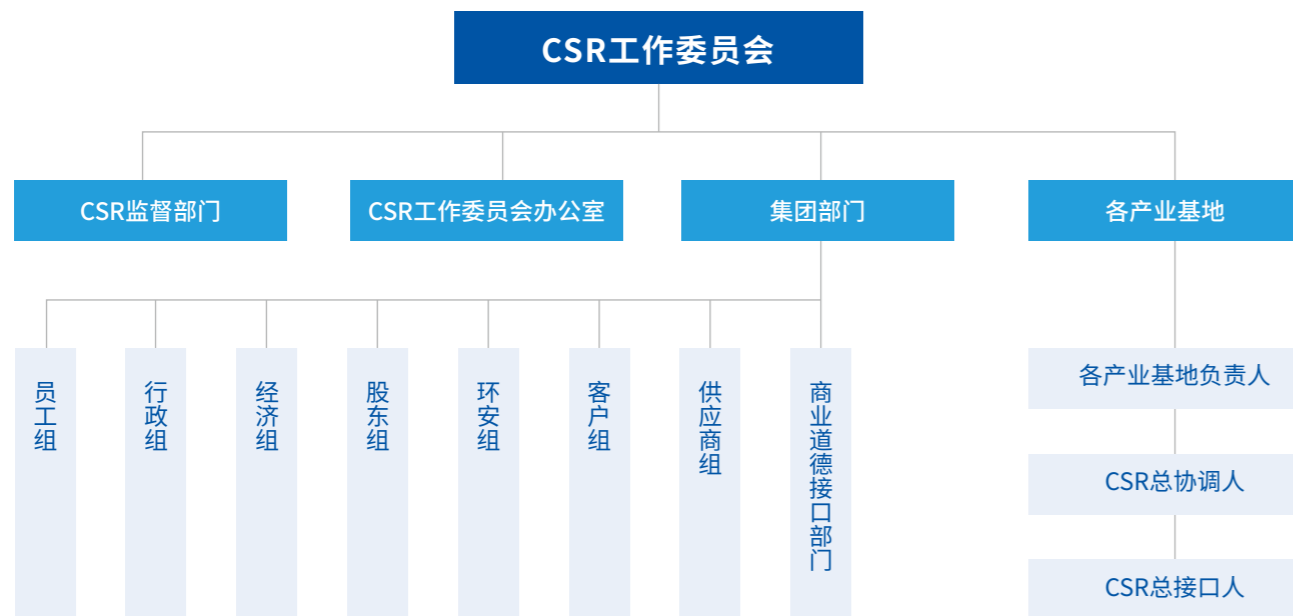 CSR工作委员会
CSR监督部门
CSR工作委员会办公室
集团部门
各产业基地
员工组
行政组
经济组
股东组
环安组
客户组
供应商组
商业道德接口部门
各产业基地负责人
CSR总协调人
CSR总接口人